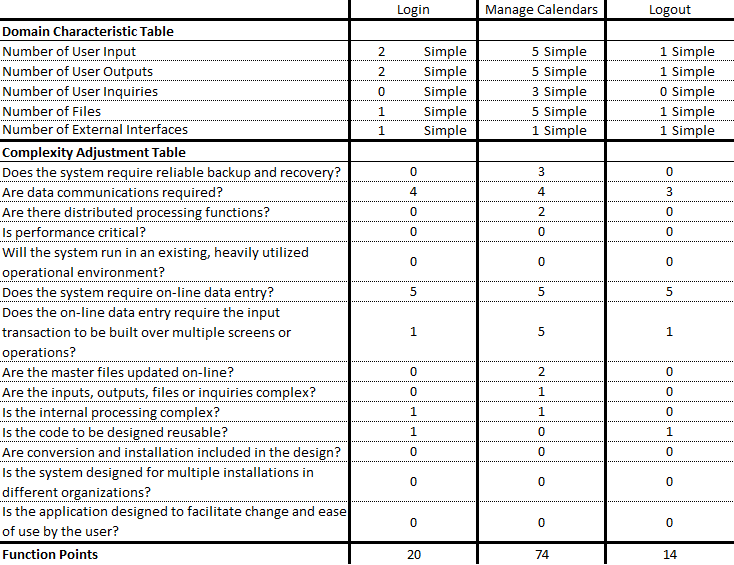 Login Manage Calendars Logout
Domain Characteristic Table
Number of User Input 2 Simple 5 Simple 1 Simple
Number of User Outputs 2 Simple 5 Simple 1 Simple
Number of User Inquiries 0 Simple 3 Simple 0 Simple
Number of Files 1 Simple 5 Simple 1 Simple
Number of External Interfaces 1 Simple 1 Simple 1 Simple
Complexity Adjustment Table
Does the system require reliable backup and recovery? 0 3 0
Are data communications required? 4 4 3
Are there distributed processing functions? 0 2 0
Is performance critical? 0 0 0
Will the system run in an existing, heavily utilized
operational environment? 0 0 0
Does the system require on-line data entry? 5 5 5
Does the on-line data entry require the input
transaction to be built over multiple screens or 1 5 1
operations?
Are the master files updated on-line? 0 2 0
Are the inputs, outputs, files or inquiries complex? 0 1 0
Is the internal processing complex? 1 1 0
Is the code to be designed reusable? 1 0 1
Are conversion and installation included in the design? 0 0 0
Is the system designed for multiple installations in
different organizations? 0 0 0
Is the application designed to facilitate change and ease
of use by the user? 0 0 0
Function Points 20 74 14